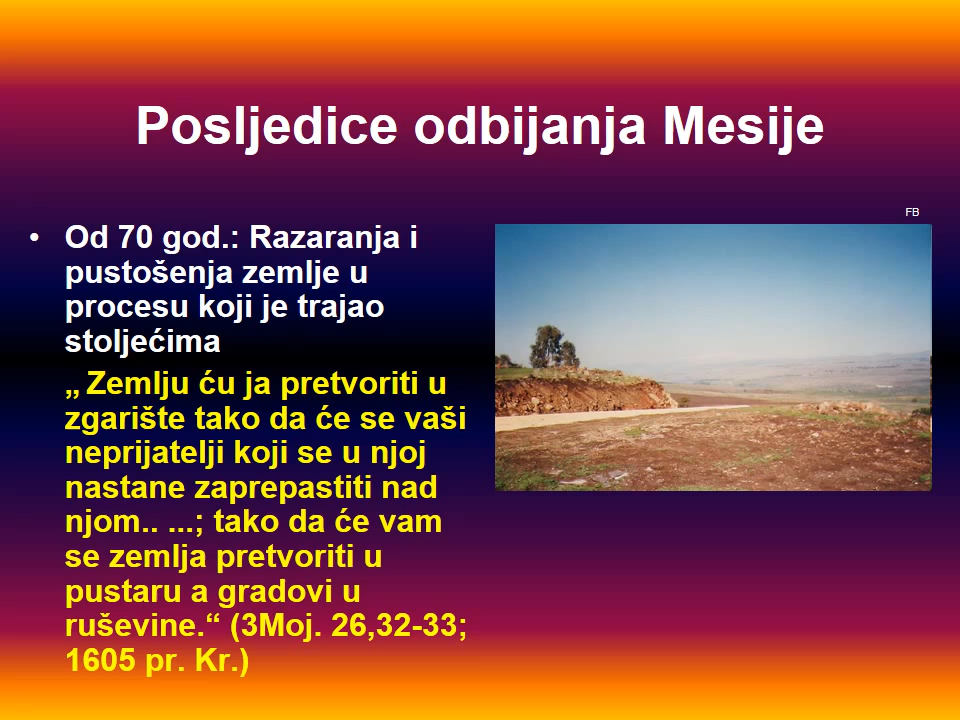 Posljedice odbijanja Mesije
FB
• Od 70 god.: Razaranja i
pustošenja zemlje u
procesu koji je trajao
stoljećima
„ Zemlju ću ja pretvoriti u
zgarište tako da će se vaši
neprijatelji koji se u njoj
nastane zaprepastiti nad
njom.. ...; tako da će vam
se zemlja pretvoriti u
pustaru a gradovi u
ruševine.“ (3Moj. 26,32-33;
1605 pr. Kr.)